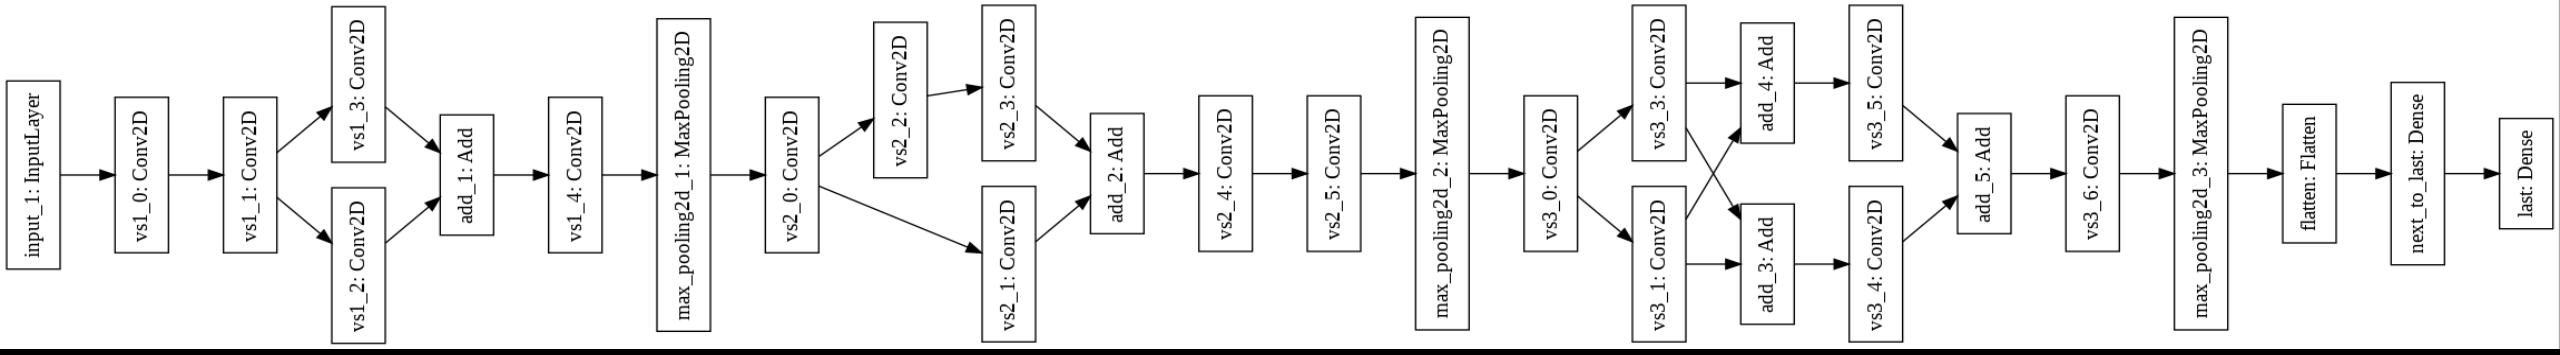 input_1: InputLayer
vs1_0: Conv2D
vs1_1: Conv2D
vs1_3: Conv2D
vs1_2: Conv2D
add_1: Add
vs1_4: Conv2D
max_pooling2d_1: MaxPooling2D
vs2_0: Conv2D
vs2_2: Conv2D
vs2_3: Conv2D
vs2_1: Conv2D
add_2: Add
vs2_4: Conv2D
vs2_5: Conv2D
max_pooling2d_2: MaxPooling2D
vs3_0: Conv2D
vs3_3: Conv2D
vs3_1: Conv2D
add_4: Add
add_3: Add
vs3_5: Conv2D
vs3_4: Conv2D
add_5: Add
vs3_6: Conv2D
max_pooling2d_3: MaxPooling2D
flatten: Flatten
next_to_last: Dense
last: Dense